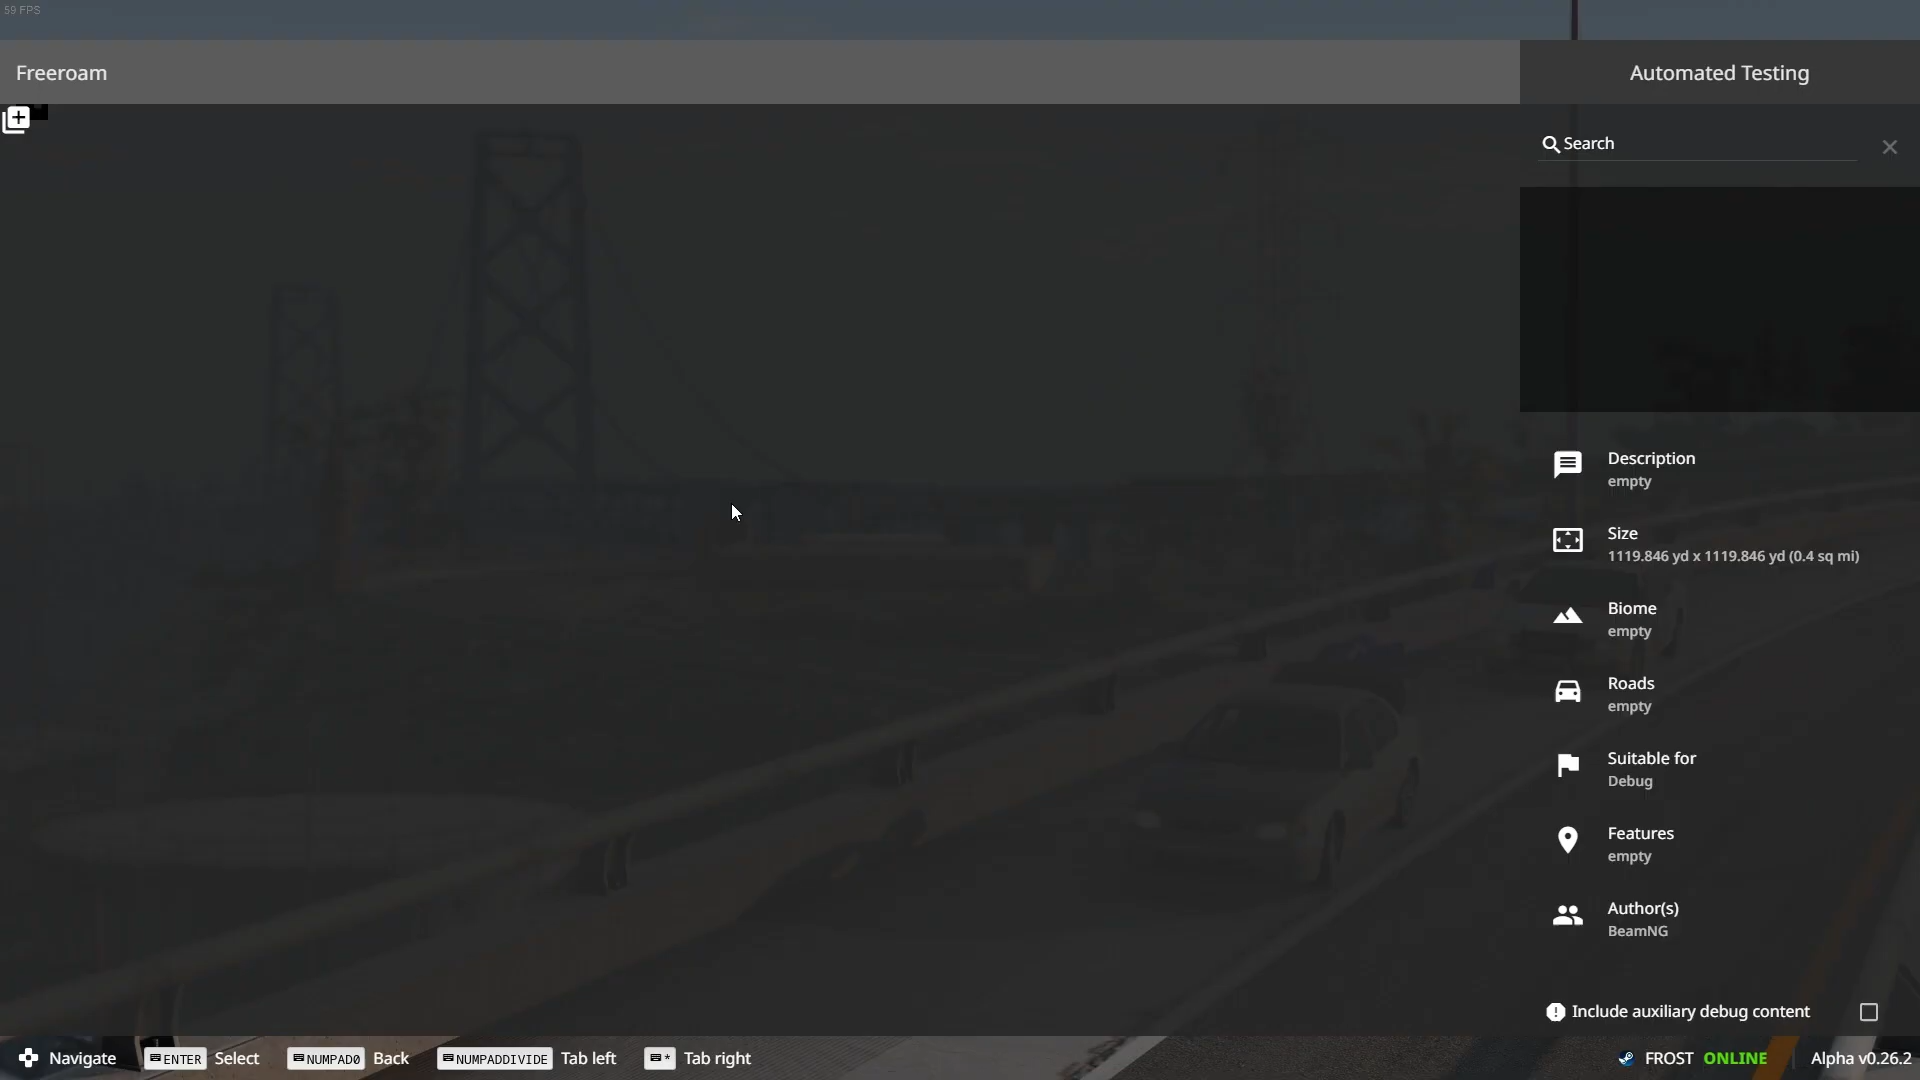 59 FPS
Freeroam
Automated Testing
Search
Description
empty
Size
1119.846 yd x 1119.846 yd (0.4 sq mi)
Biome
empty
Roads
empty
Suitable for
Debug
Features
empty
Author(s)
BeamNG
Include auxiliary debug content
Navigate ENTER Select NUMPAD0 Back NUMPADDIVIDE Tab left * Tab right FROST ONLINE Alpha v0.26.2